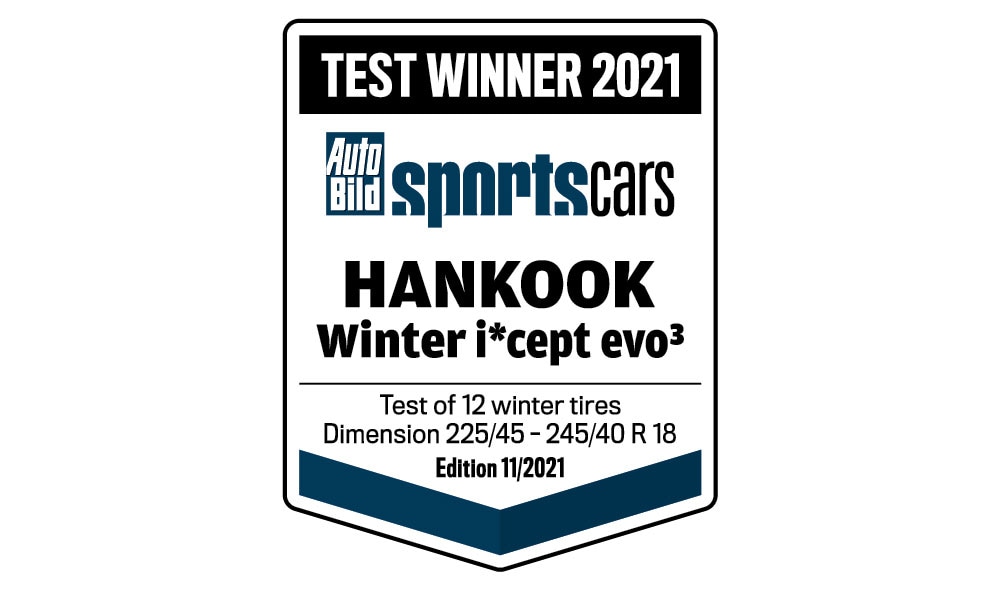 TEST WINNER 2021
Auto
Bild
sportscars
HANKOOK
Winter i*cept evo³
Test of 12 winter tires
Dimension 225/45 – 245/40 R 18
Edition 11/2021